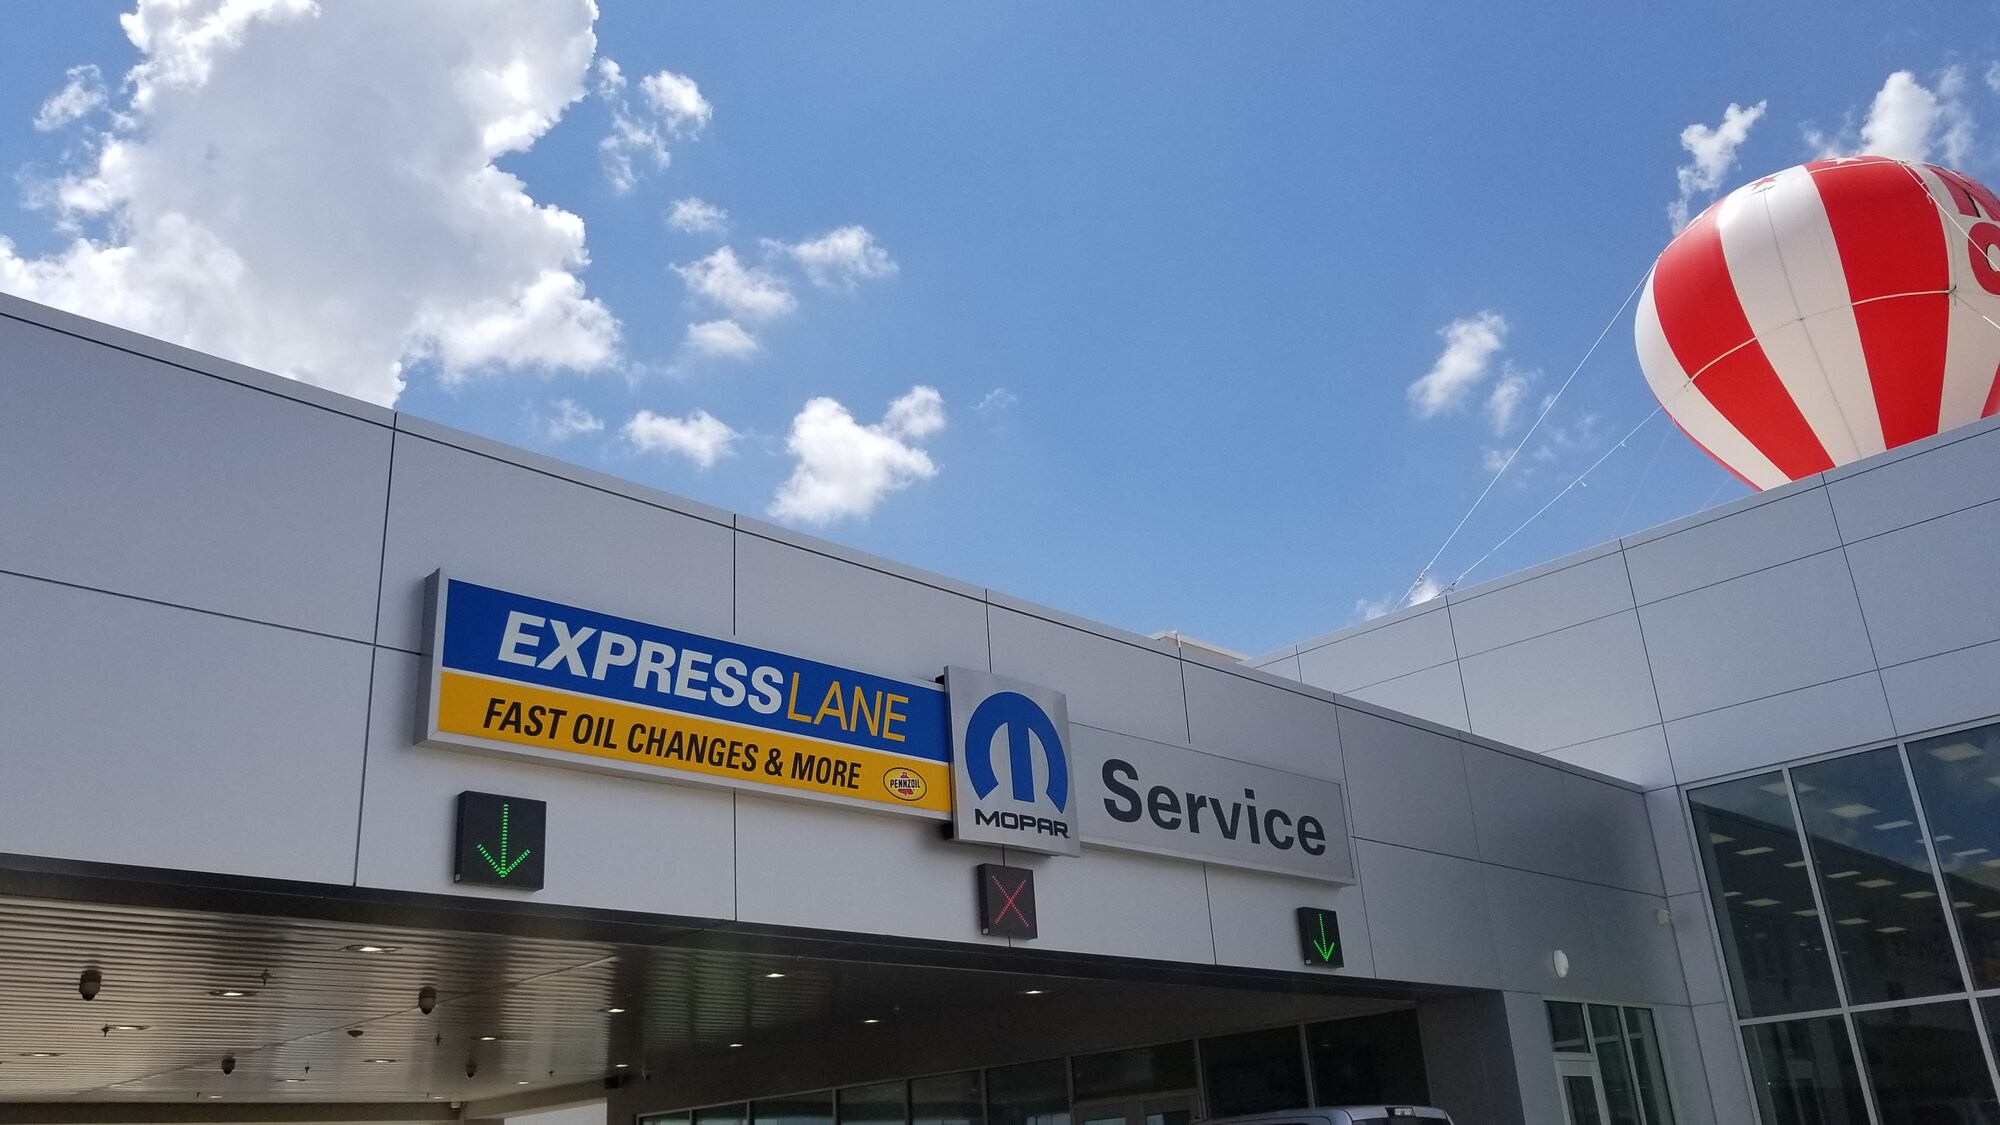 EXPRESSLANE
FAST OIL CHANGES & MORE
PENNZOIL
MOPAR
Service